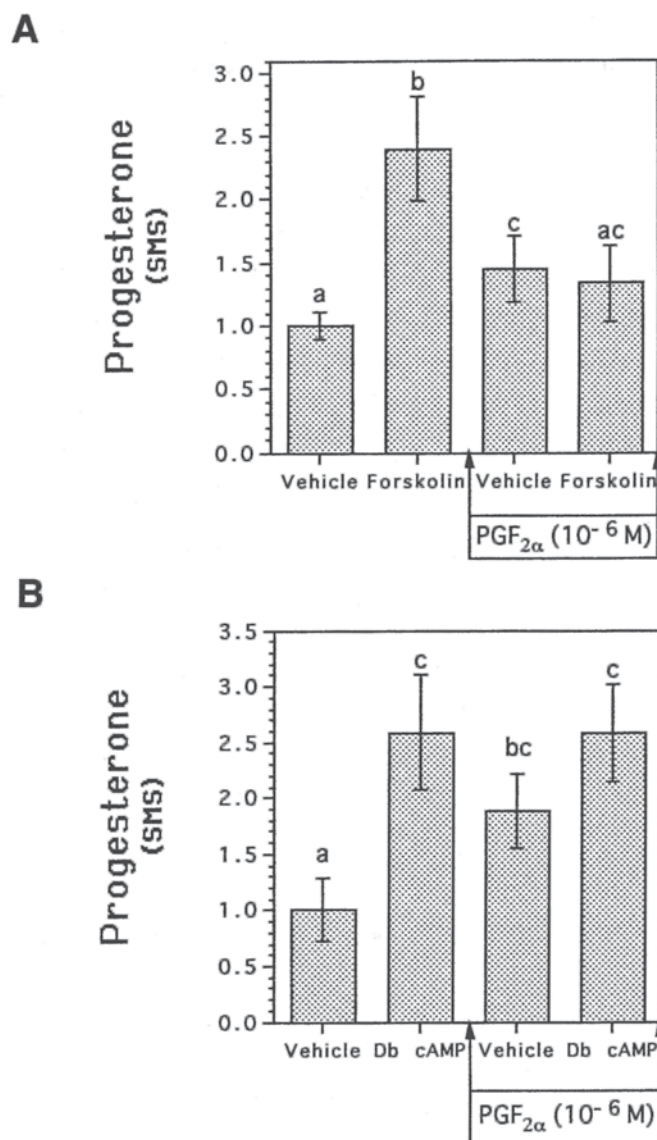 A
Progesterone
(SMS)
3.0
2.5
2.0
1.5
1.0
0.5
0.0
a
b
c
ac
Vehicle Forskolin Vehicle Forskolin
PGF2α (10- 6 M)
B
Progesterone
(SMS)
3.5
3.0
2.5
2.0
1.5
1.0
0.5
0.0
a
c
bc
c
Vehicle Db cAMP Vehicle Db cAMP
PGF2α (10- 6 M)